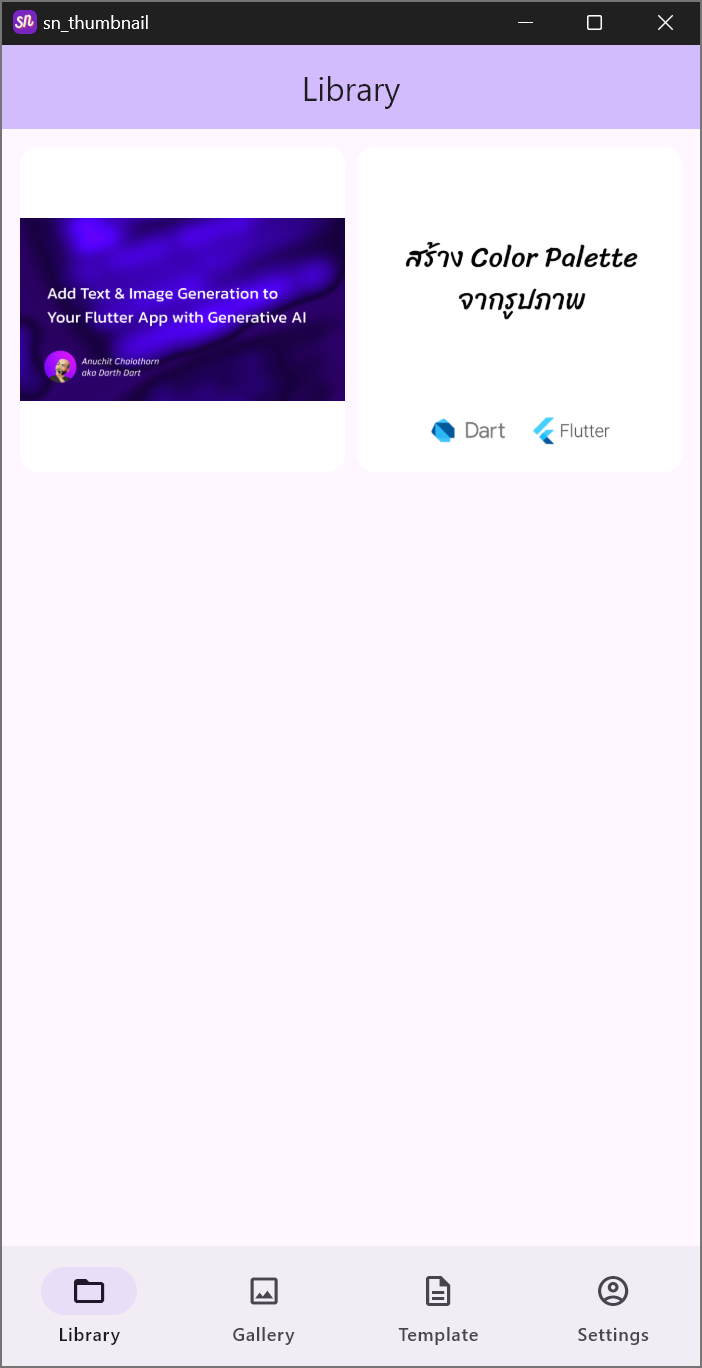 sn sn_thumbnail
Library
Add Text & Image Generation to
Your Flutter App with Generative AI
Anuchit Chalothorn
aka Darth Dart
สร้าง Color Palette
จากรูปภาพ
Dart Flutter
Library Gallery Template Settings